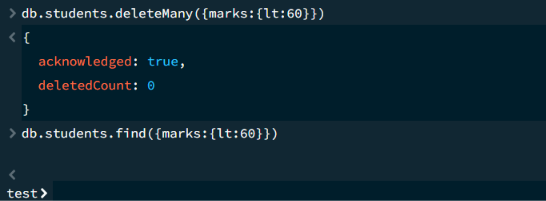 > db.students.deleteMany({marks:{lt:60}})
< {
acknowledged: true,
deletedCount: 0
}
> db.students.find({marks:{lt:60}})
<
test>